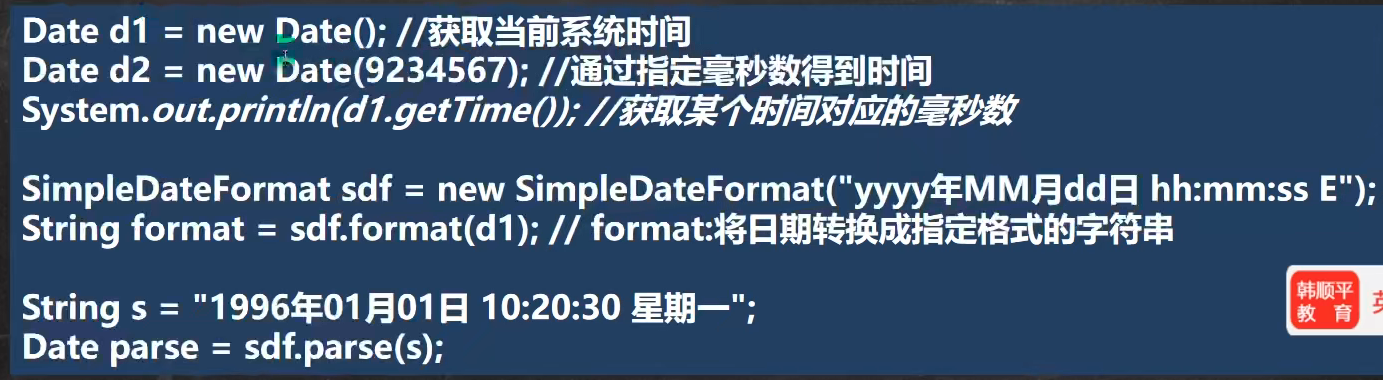 Date d1 = new Date(); //获取当前系统时间
Date d2 = new Date(9234567); //通过指定毫秒数得到时间
System.out.println(d1.getTime()); //获取某个时间对应的毫秒数
SimpleDateFormat sdf = new SimpleDateFormat("yyyy年MM月dd日 hh:mm:ss E");
String format = sdf.format(d1); // format:将日期转换成指定格式的字符串
String s = "1996年01月01日 10:20:30 星期一";
Date parse = sdf.parse(s);
韩顺平
教 育
英